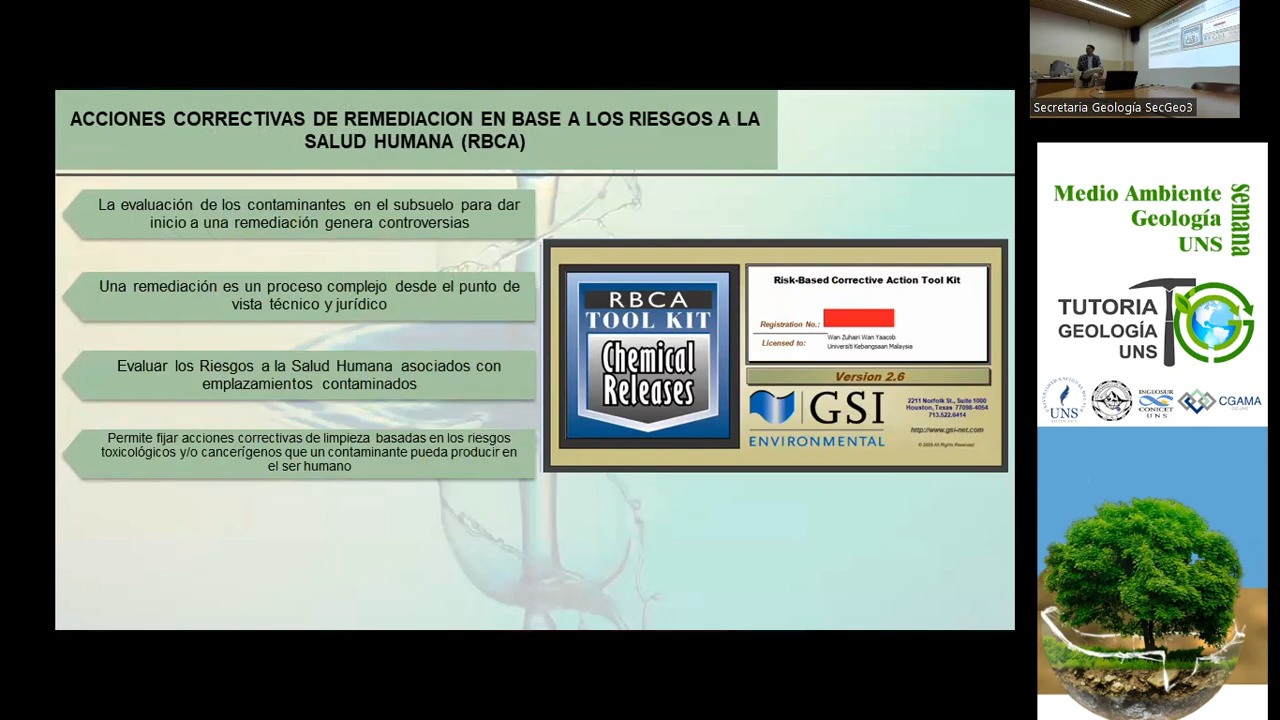 ACCIONES CORRECTIVAS DE REMEDIACION EN BASE A LOS RIESGOS A LA
SALUD HUMANA (RBCA)
La evaluación de los contaminantes en el subsuelo para dar
inicio a una remediación genera controversias
Una remediación es un proceso complejo desde el punto de
vista técnico y jurídico
Evaluar los Riesgos a la Salud Humana asociados con
emplazamientos contaminados
Permite fijar acciones correctivas de limpieza basadas en los riesgos
toxicológicos y/o cancerígenos que un contaminante pueda producir en
el ser humano
RBCA
TOOL KIT
Chemical
Releases
Risk-Based Corrective Action Tool Kit
Registration No.:
Licensed to:
Wan Zuhairi Wan Yaacob
Universiti Kebangsaan Malaysia
Version 2.6
GSI
ENVIRONMENTAL
2211 Norfolk St., Suite 1000
Houston, Texas 77098-4054
713.522.6414
http://www.gsi-net.com
Secretaria Geología SecGeo3
Medio Ambiente
Geología
UNS
semana
TUTORIA
GEOLOGÍA
UNS
UNS
INGEOSUR
CONICET
UNS
CGAMA